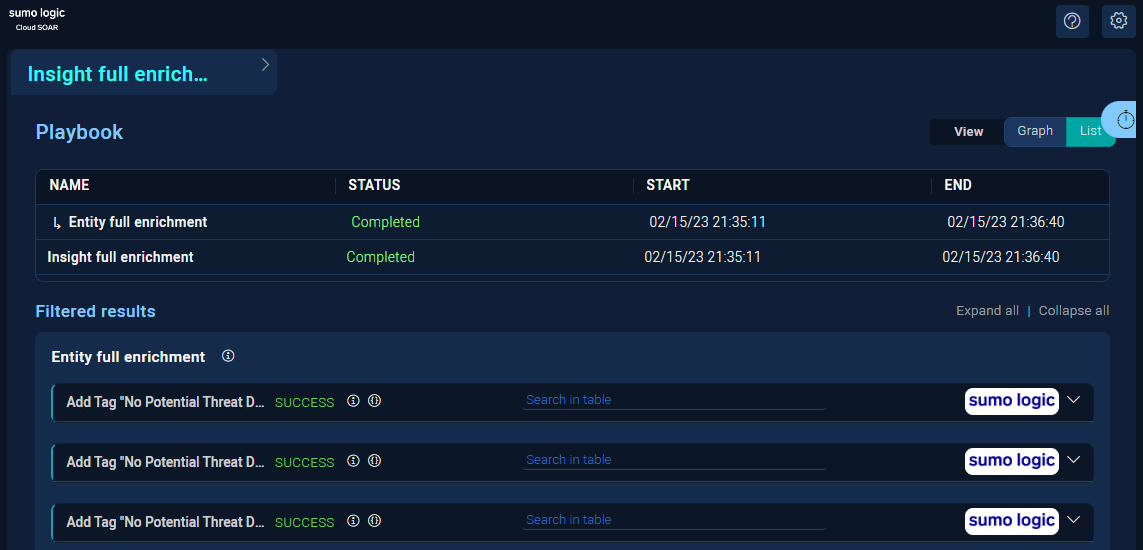 sumo logic
Cloud SOAR
Insight full enrich...
Playbook
View Graph List
NAME STATUS START END
Entity full enrichment Completed 02/15/23 21:35:11 02/15/23 21:36:40
Insight full enrichment Completed 02/15/23 21:35:11 02/15/23 21:36:40
Filtered results Expand all | Collapse all
Entity full enrichment
Add Tag "No Potential Threat D... SUCCESS Search in table sumo logic
Add Tag "No Potential Threat D... SUCCESS Search in table sumo logic
Add Tag "No Potential Threat D... SUCCESS Search in table sumo logic